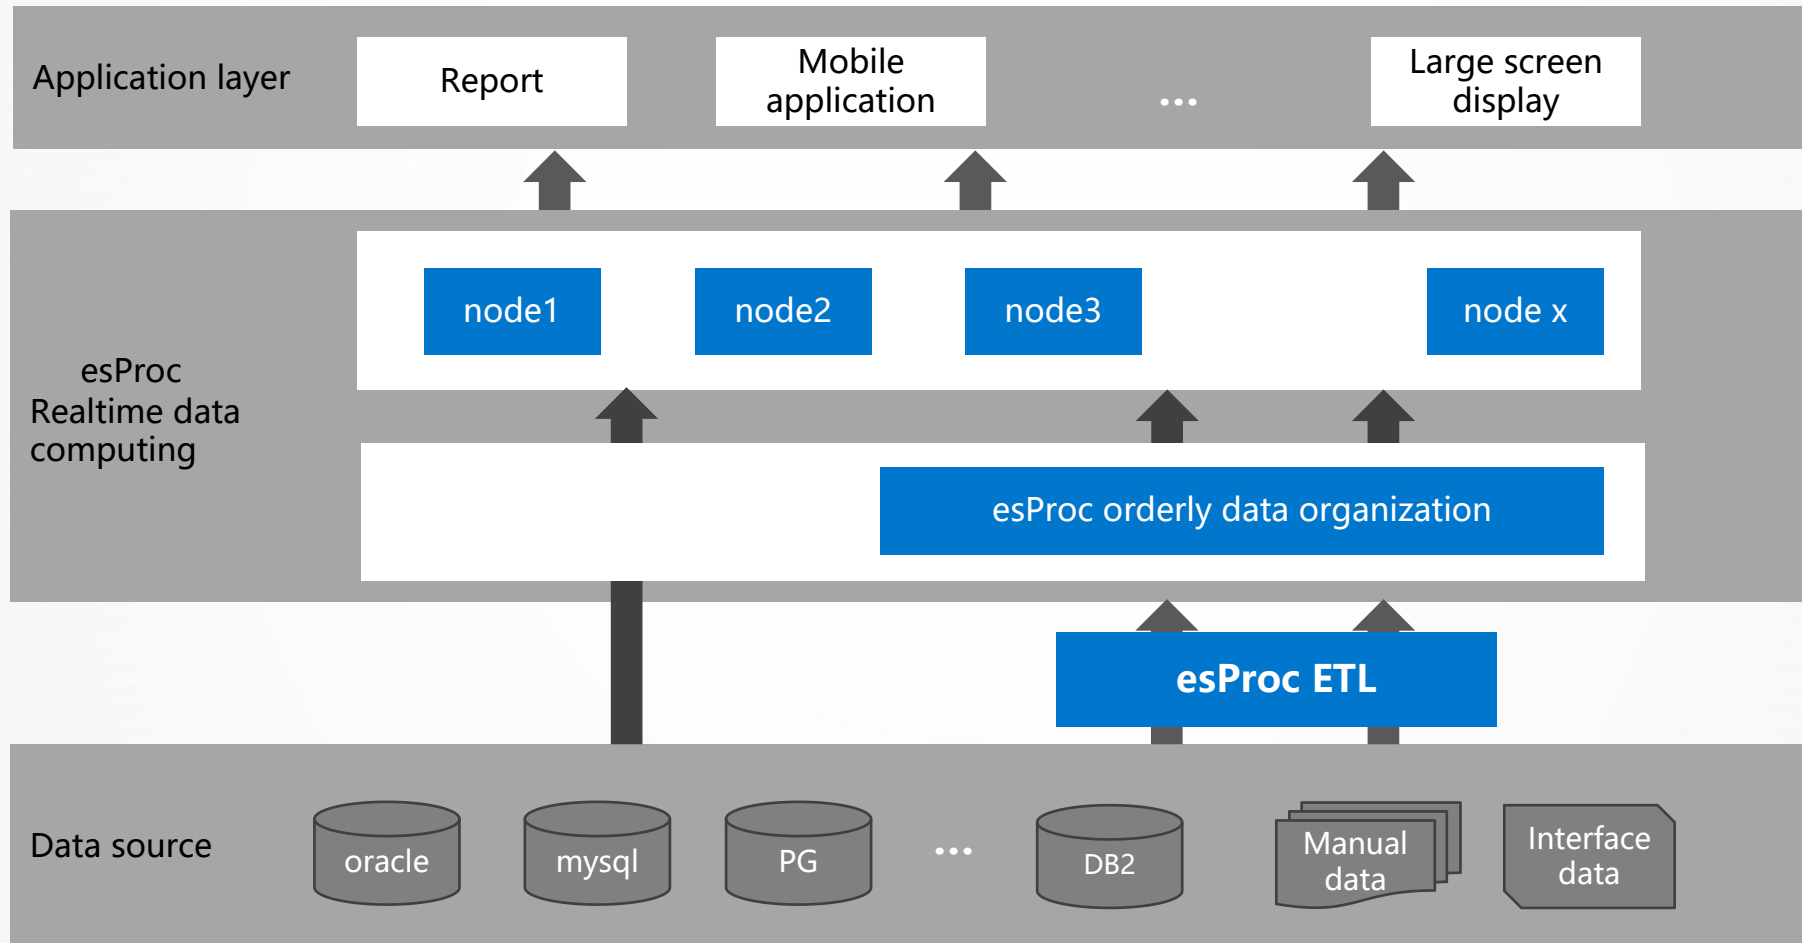 Application layer
Report
Mobile
application
...
Large screen
display
esProc
Realtime data
computing
node1
node2
node3
node x
esProc orderly data organization
esProc ETL
Data source
oracle
mysql
PG
...
DB2
Manual
data
Interface
data